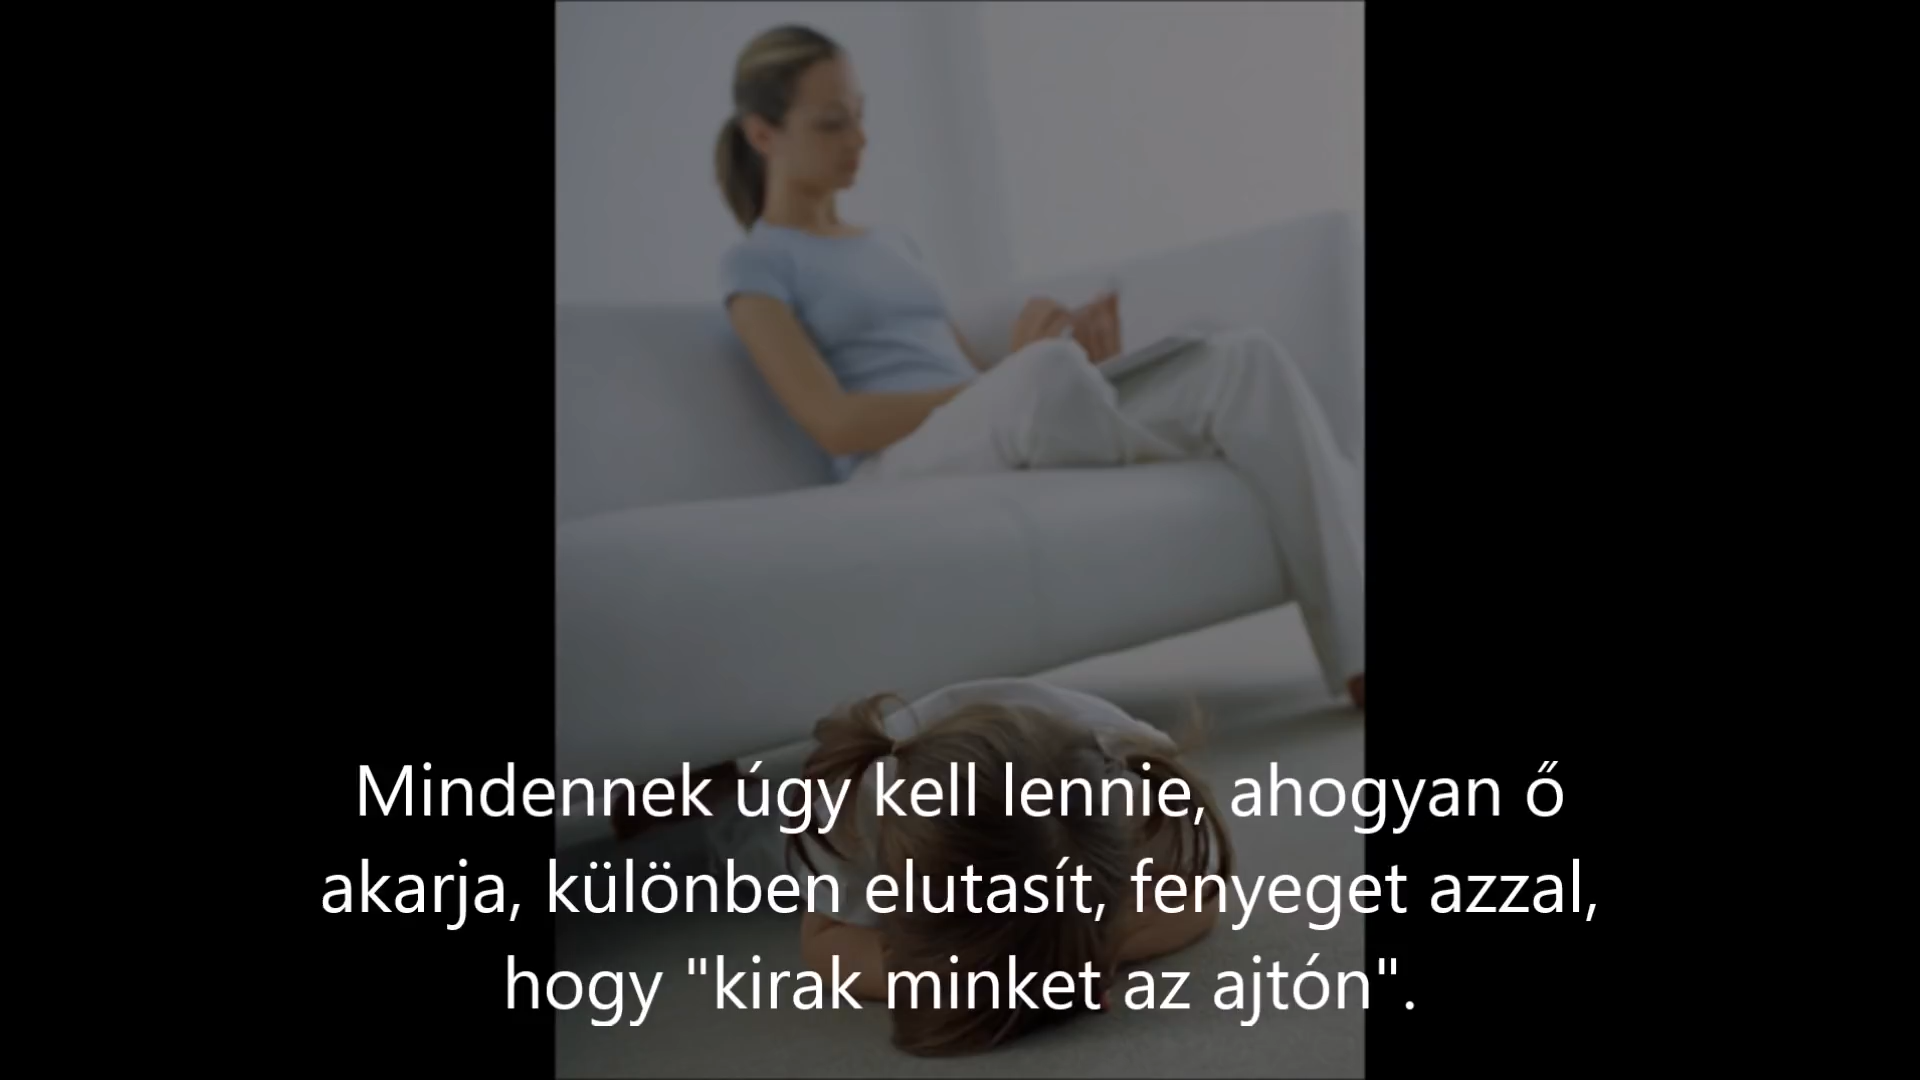 Mindennek úgy kell lennie, ahogyan ő
akarja, különben elutasít, fenyeget azzal,
hogy "kirak minket az ajtón".